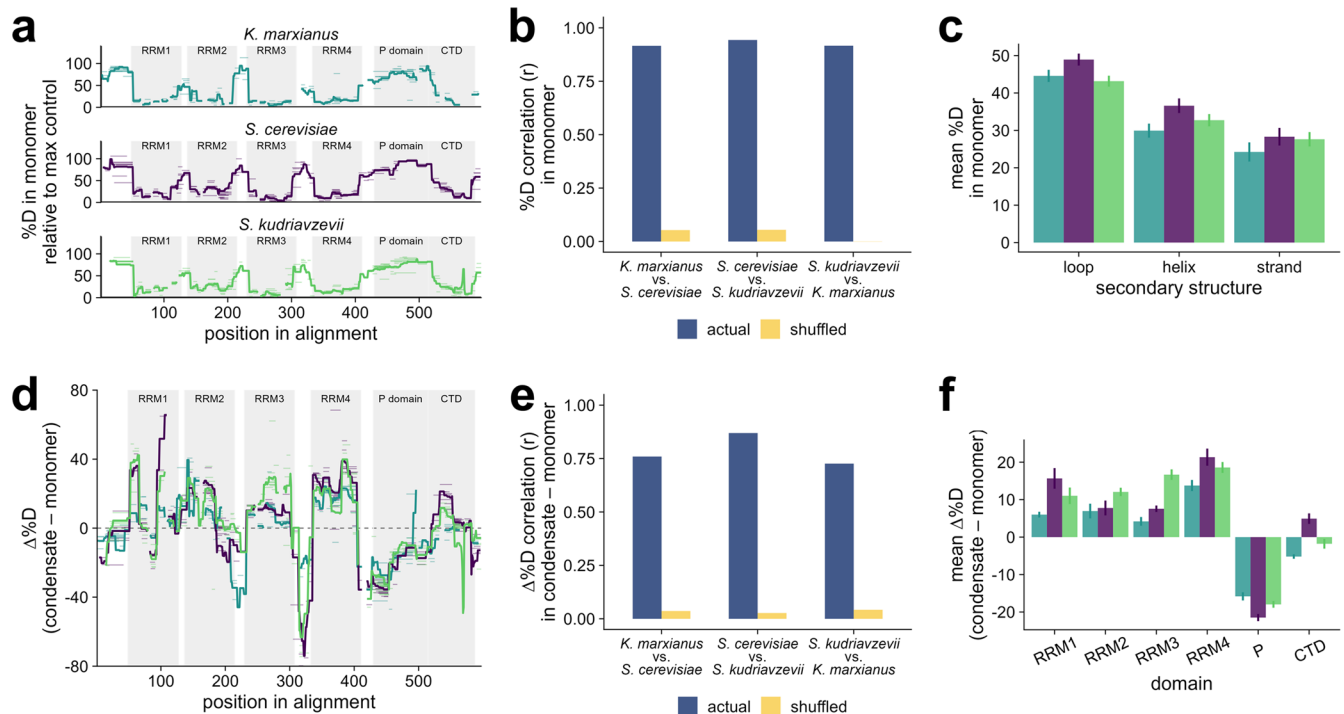 a
%D in monomer
relative to max control
K. marxianus
RRM1 RRM2 RRM3 RRM4 P domain CTD
100
50
0
S. cerevisiae
RRM1 RRM2 RRM3 RRM4 P domain CTD
100
50
0
S. kudriavzevii
RRM1 RRM2 RRM3 RRM4 P domain CTD
100
50
0
100 200 300 400 500
position in alignment
b
%D correlation (r)
in monomer
1.00
0.75
0.50
0.25
0.00
K. marxianus
vs.
S. cerevisiae
S. cerevisiae
vs.
S. kudriavzevii
S. kudriavzevii
vs.
K. marxianus
actual shuffled
c
mean %D
in monomer
50
40
30
20
10
0
loop helix strand
secondary structure
d
Δ%D
(condensate – monomer)
RRM1 RRM2 RRM3 RRM4 P domain CTD
80
40
0
-40
-80
100 200 300 400 500
position in alignment
e
Δ%D correlation (r)
in condensate – monomer
1.00
0.75
0.50
0.25
0.00
K. marxianus
vs.
S. cerevisiae
S. cerevisiae
vs.
S. kudriavzevii
S. kudriavzevii
vs.
K. marxianus
actual shuffled
f
mean Δ%D
(condensate – monomer)
20
10
0
-10
-20
RRM1 RRM2 RRM3 RRM4 P CTD
domain